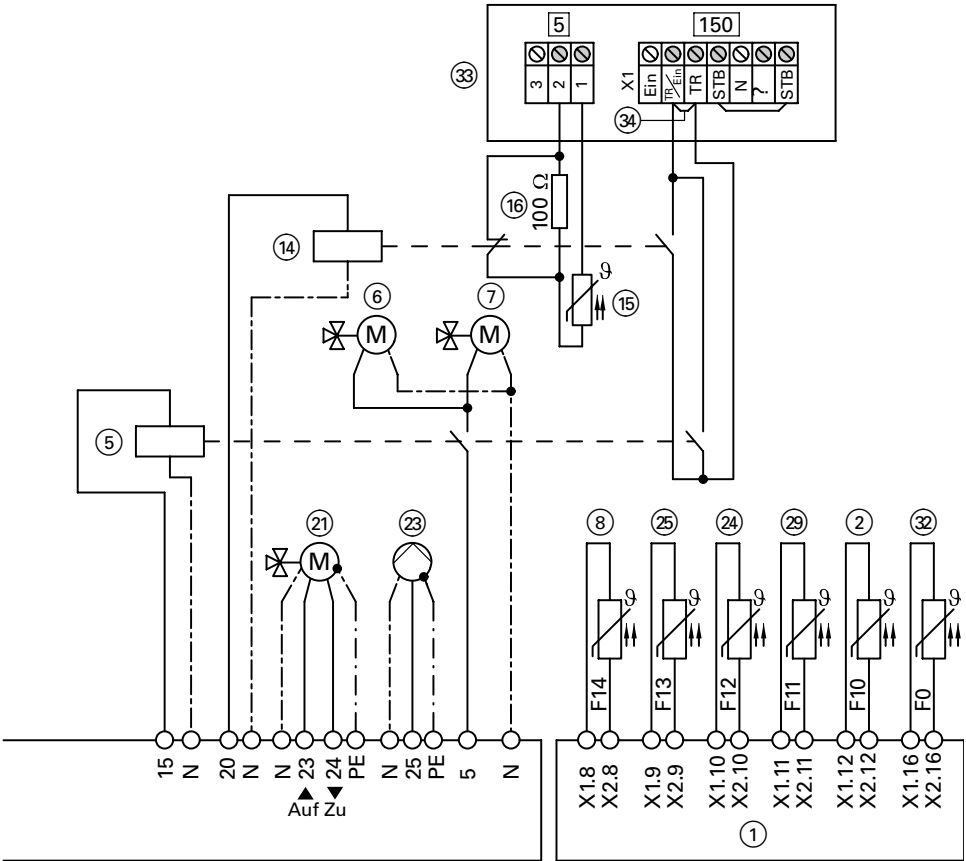 5
150
33
3
2
1
X1
Ein
TR/Ein
TR
STB
N
?
STB
34
16
100 Ω
14
ϑ
15
6
7
M
M
5
21
23
M
8
25
24
29
2
32
ϑ
ϑ
ϑ
ϑ
ϑ
ϑ
F14
F13
F12
F11
F10
F0
15
N
20
N
N
23
24
PE
N
25
PE
5
N
▲ ▼
Auf Zu
X1.8
X2.8
X1.9
X2.9
X1.10
X2.10
X1.11
X2.11
X1.12
X2.12
X1.16
X2.16
1